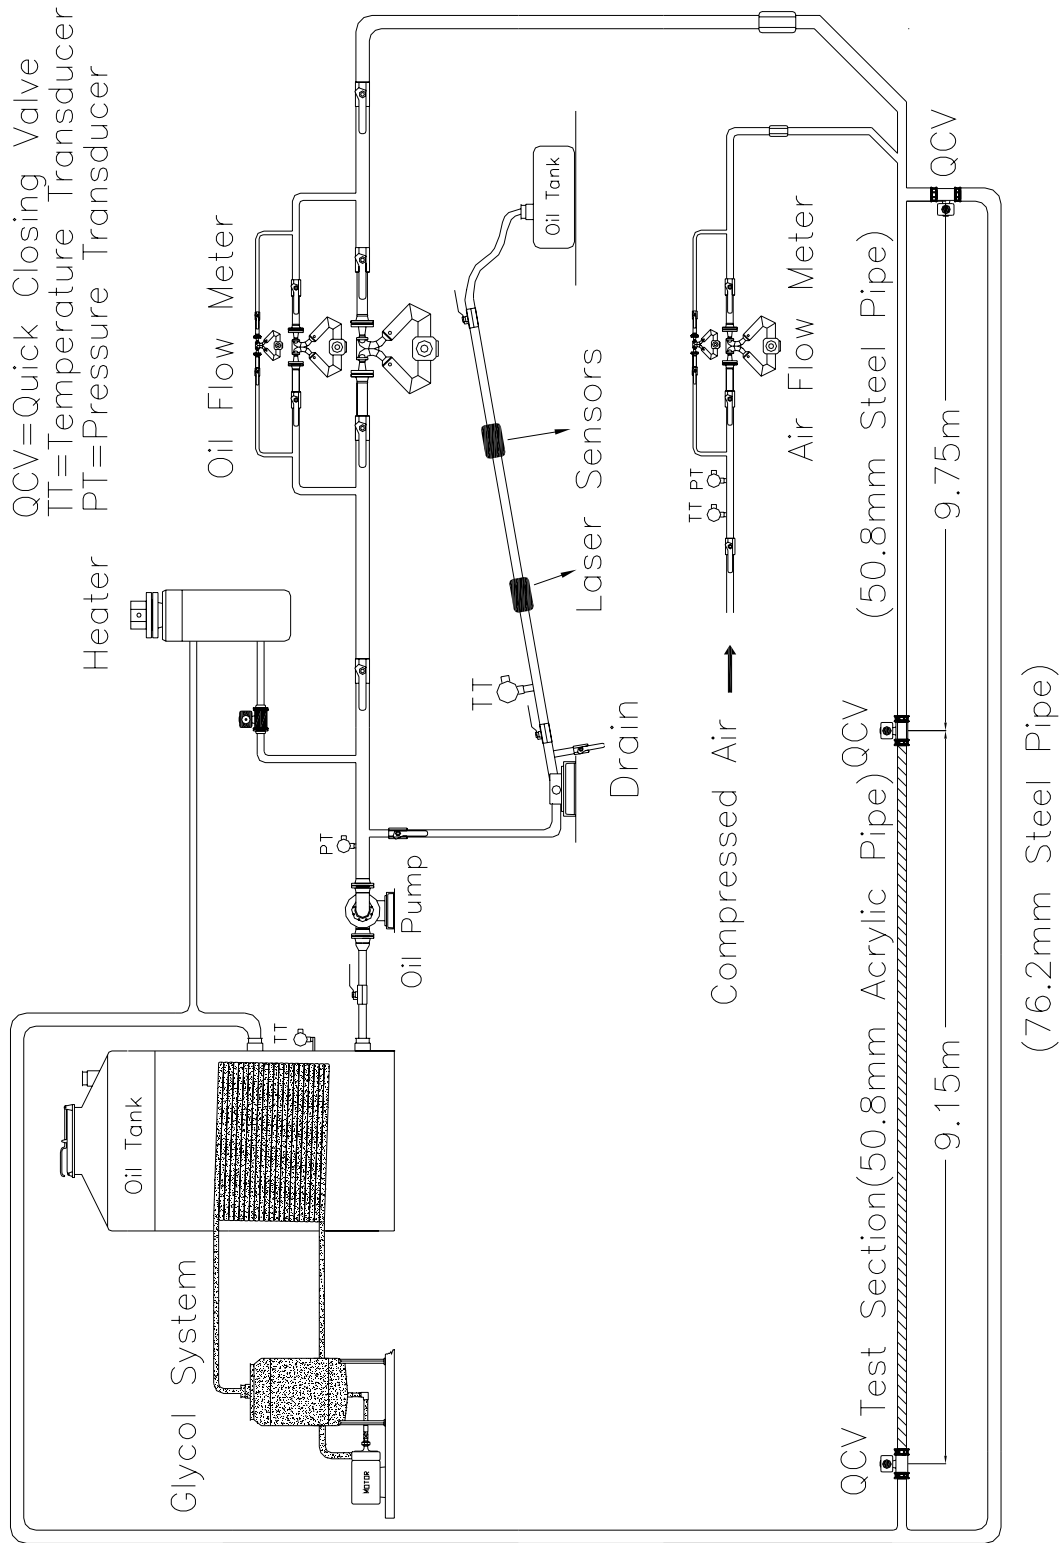 QCV=Quick Closing Valve
TT=Temperature Transducer
PT=Pressure Transducer
Heater
Oil Flow Meter
Oil Tank
Laser Sensors
TT
Drain
PT
Oil Pump
TT
Oil Tank
Glycol System
MOTOR
Compressed Air
TT PT
Air Flow Meter
QCV
(50.8mm Steel Pipe)
9.75m
QCV
Test Section(50.8mm Acrylic Pipe)
QCV
9.15m
(76.2mm Steel Pipe)